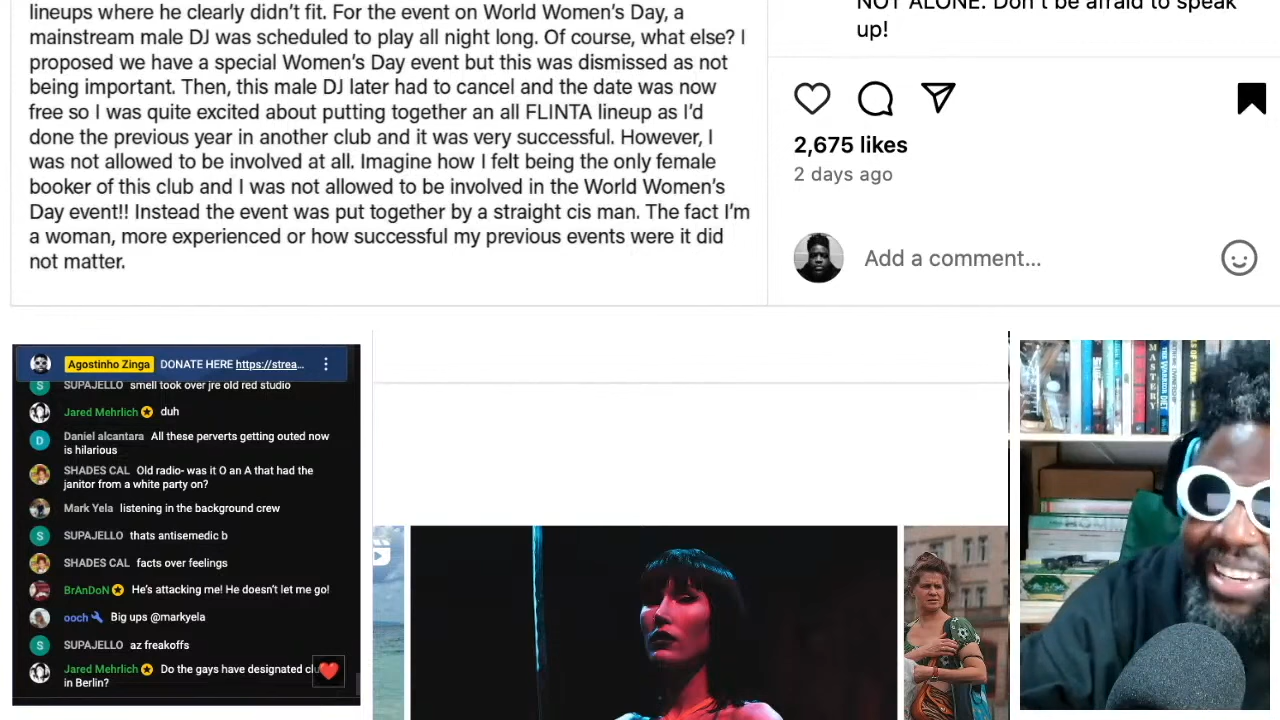 lineups where he clearly didn't fit. For the event on World Women's Day, a
mainstream male DJ was scheduled to play all night long. Of course, what else? I
proposed we have a special Women's Day event but this was dismissed as not
being important. Then, this male DJ later had to cancel and the date was now
free so I was quite excited about putting together an all FLINTA lineup as I'd
done the previous year in another club and it was very successful. However, I
was not allowed to be involved at all. Imagine how I felt being the only female
booker of this club and I was not allowed to be involved in the World Women's
Day event!! Instead the event was put together by a straight cis man. The fact I'm
a woman, more experienced or how successful my previous events were it did
not matter.
NOT ALONE. Don't be afraid to speak
up!
2,675 likes
2 days ago
Add a comment...
Agostinho Zinga DONATE HERE https://strea...
SUPAJELLO smell took over jre old red studio
Jared Mehrlich duh
D
Daniel alcantara All these perverts getting outed now
is hilarious
SHADES CAL Old radio- was it O an A that had the
janitor from a white party on?
Mark Yela listening in the background crew
S
SUPAJELLO thats antisemedic b
SHADES CAL facts over feelings
BrAnDoN He's attacking me! He doesn't let me go!
ooch Big ups @markyela
S
SUPAJELLO az freakoffs
Jared Mehrlich Do the gays have designated clu
in Berlin?
MASTERY
THE WARRIOR DIET